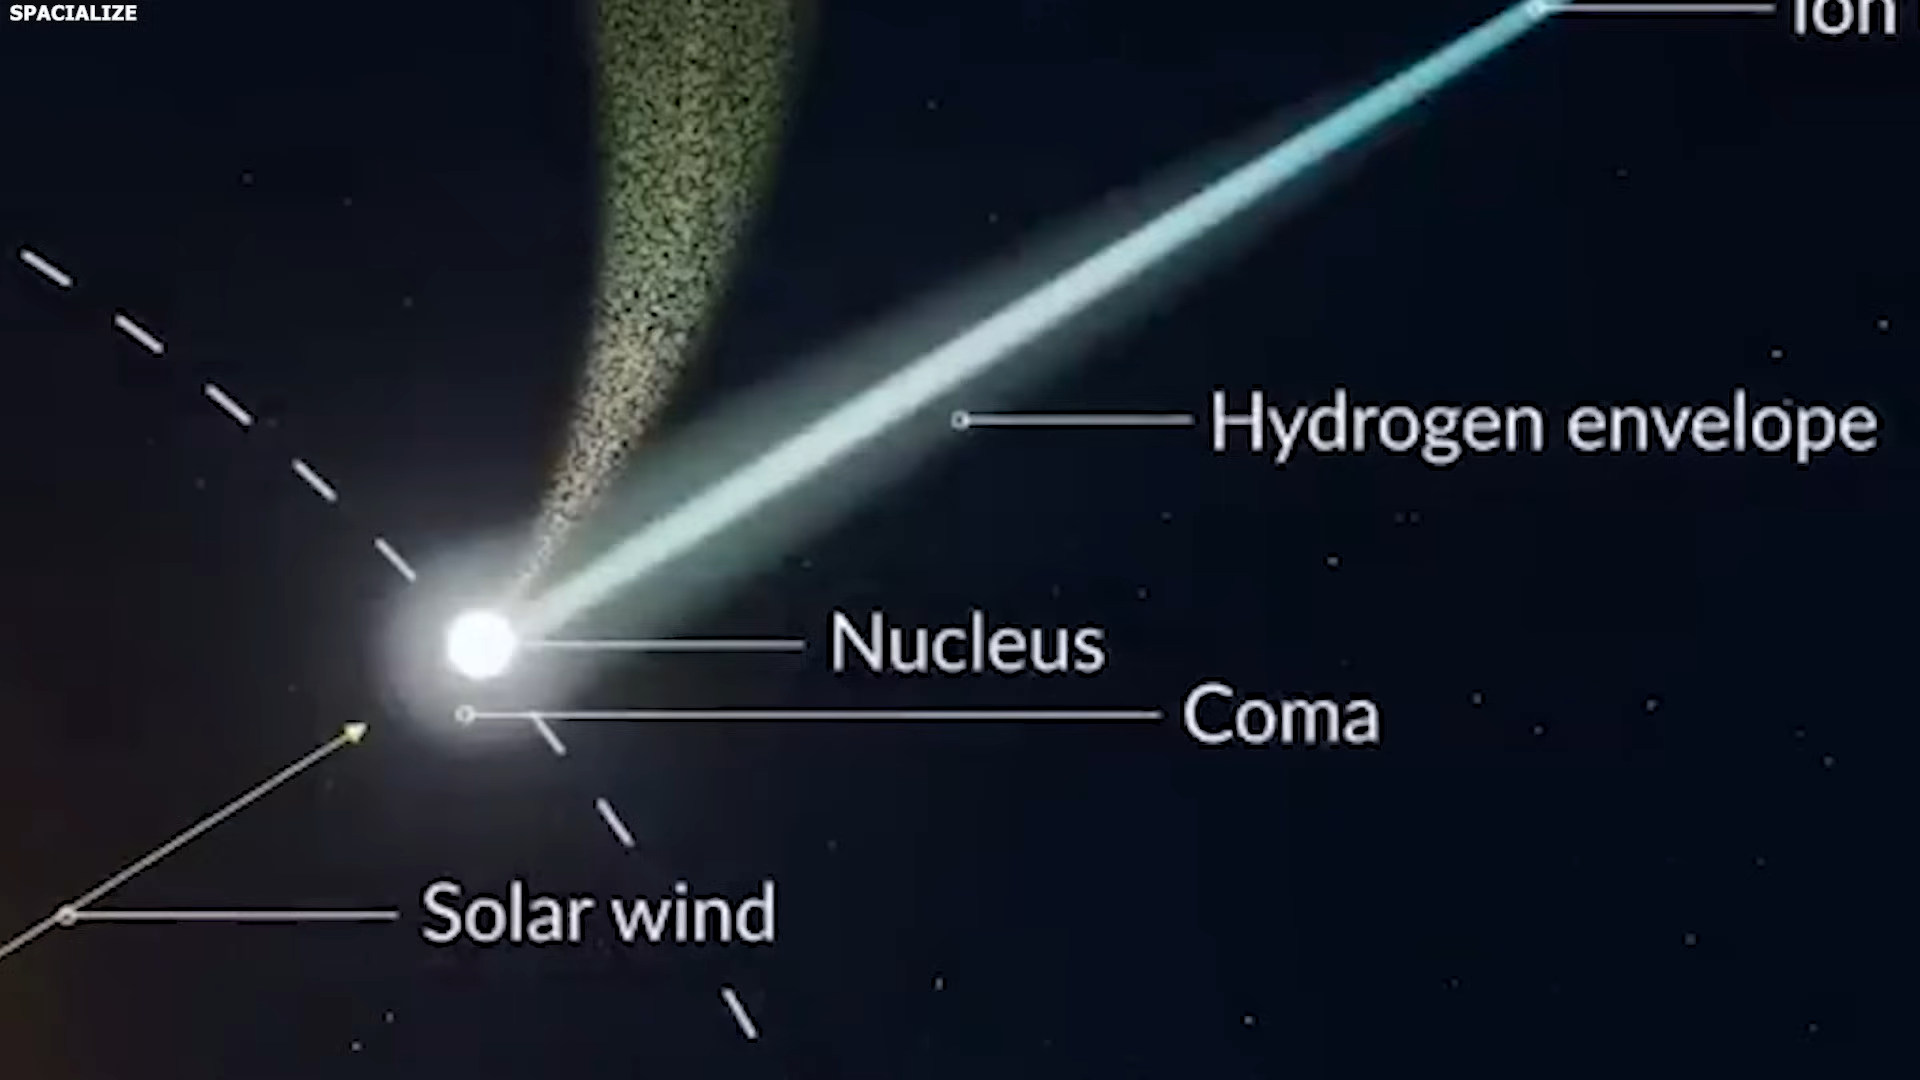 SPACIALIZE
Ion
Hydrogen envelope
Nucleus
Coma
Solar wind